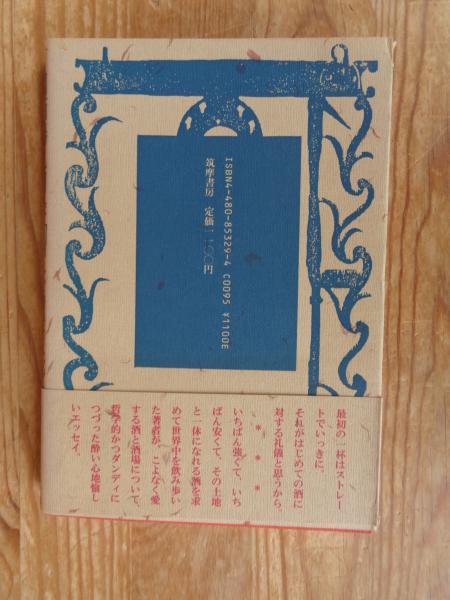 ISBN4-480-85329-4 C0095 ¥1100E
筑摩書房 定価一一〇〇円
最初の一杯はストレー
トでいっきに。
それがはじめての酒に
対する礼儀と思うから。
＊ ＊ ＊
いちばん強くて、いち
ばん安くて、その土地
と一体になれる酒を求
めて世界中を飲み歩い
た著者が、こよなく愛
する酒と酒場について、
哲学的かつダンディに
つづった酔い心地愉し
いエッセイ。